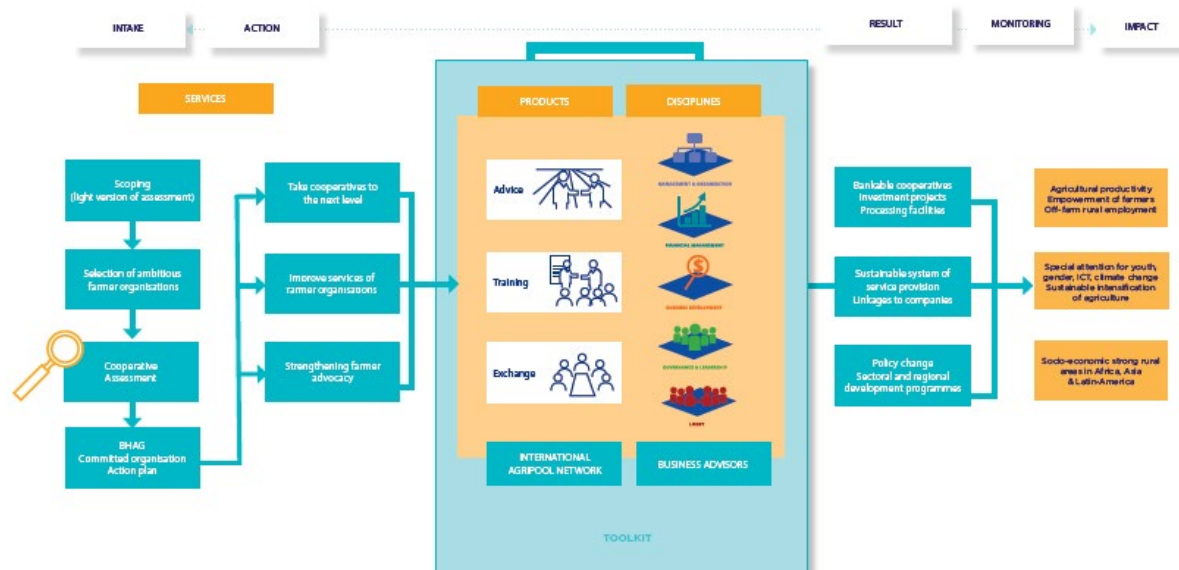 INTAKE
ACTION
RESULT
MONITORING
IMPACT
SERVICES
PRODUCTS
DISCIPLINES
Scoping
(light version of assessment)
Selection of ambitious
farmer organisations
Cooperative
Assessment
BHAG
Committed organisation
Action plan
Take cooperatives to
the next level
Improve services of
farmer organisations
Strengthening farmer
advocacy
Advice
Training
Exchange
MANAGEMENT & ORGANISATION
FINANCIAL MANAGEMENT
BUSINESS DEVELOPMENT
GOVERNANCE & LEADERSHIP
INTERNATIONAL
AGRIPOOL NETWORK
BUSINESS ADVISORS
TOOLKIT
Bankable cooperatives
Investment projects
Processing facilities
Sustainable system of
service provision
Linkages to companies
Policy change
Sectoral and regional
development programmes
Agricultural productivity
Empowerment of farmers
Off-farm rural employment
Special attention for youth,
gender, ICT, climate change
Sustainable intensification
of agriculture
Socio-economic strong rural
areas in Africa, Asia
& Latin-America